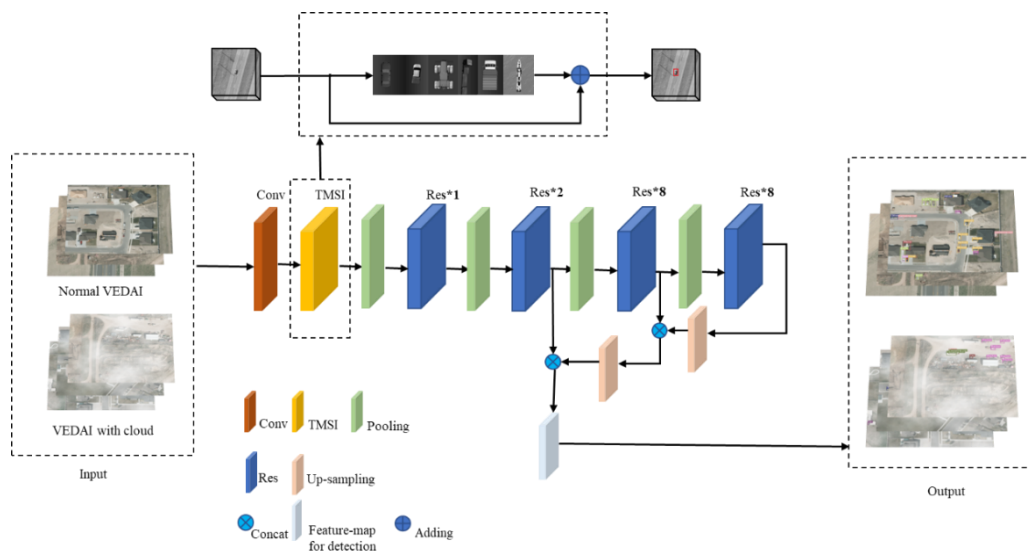 Conv
TMSI
Res*1
Res*2
Res*8
Res*8
Normal VEDAI
VEDAI with cloud
Input
Conv
TMSI
Pooling
Res
Up-sampling
Concat
Feature-map
for detection
Adding
Output